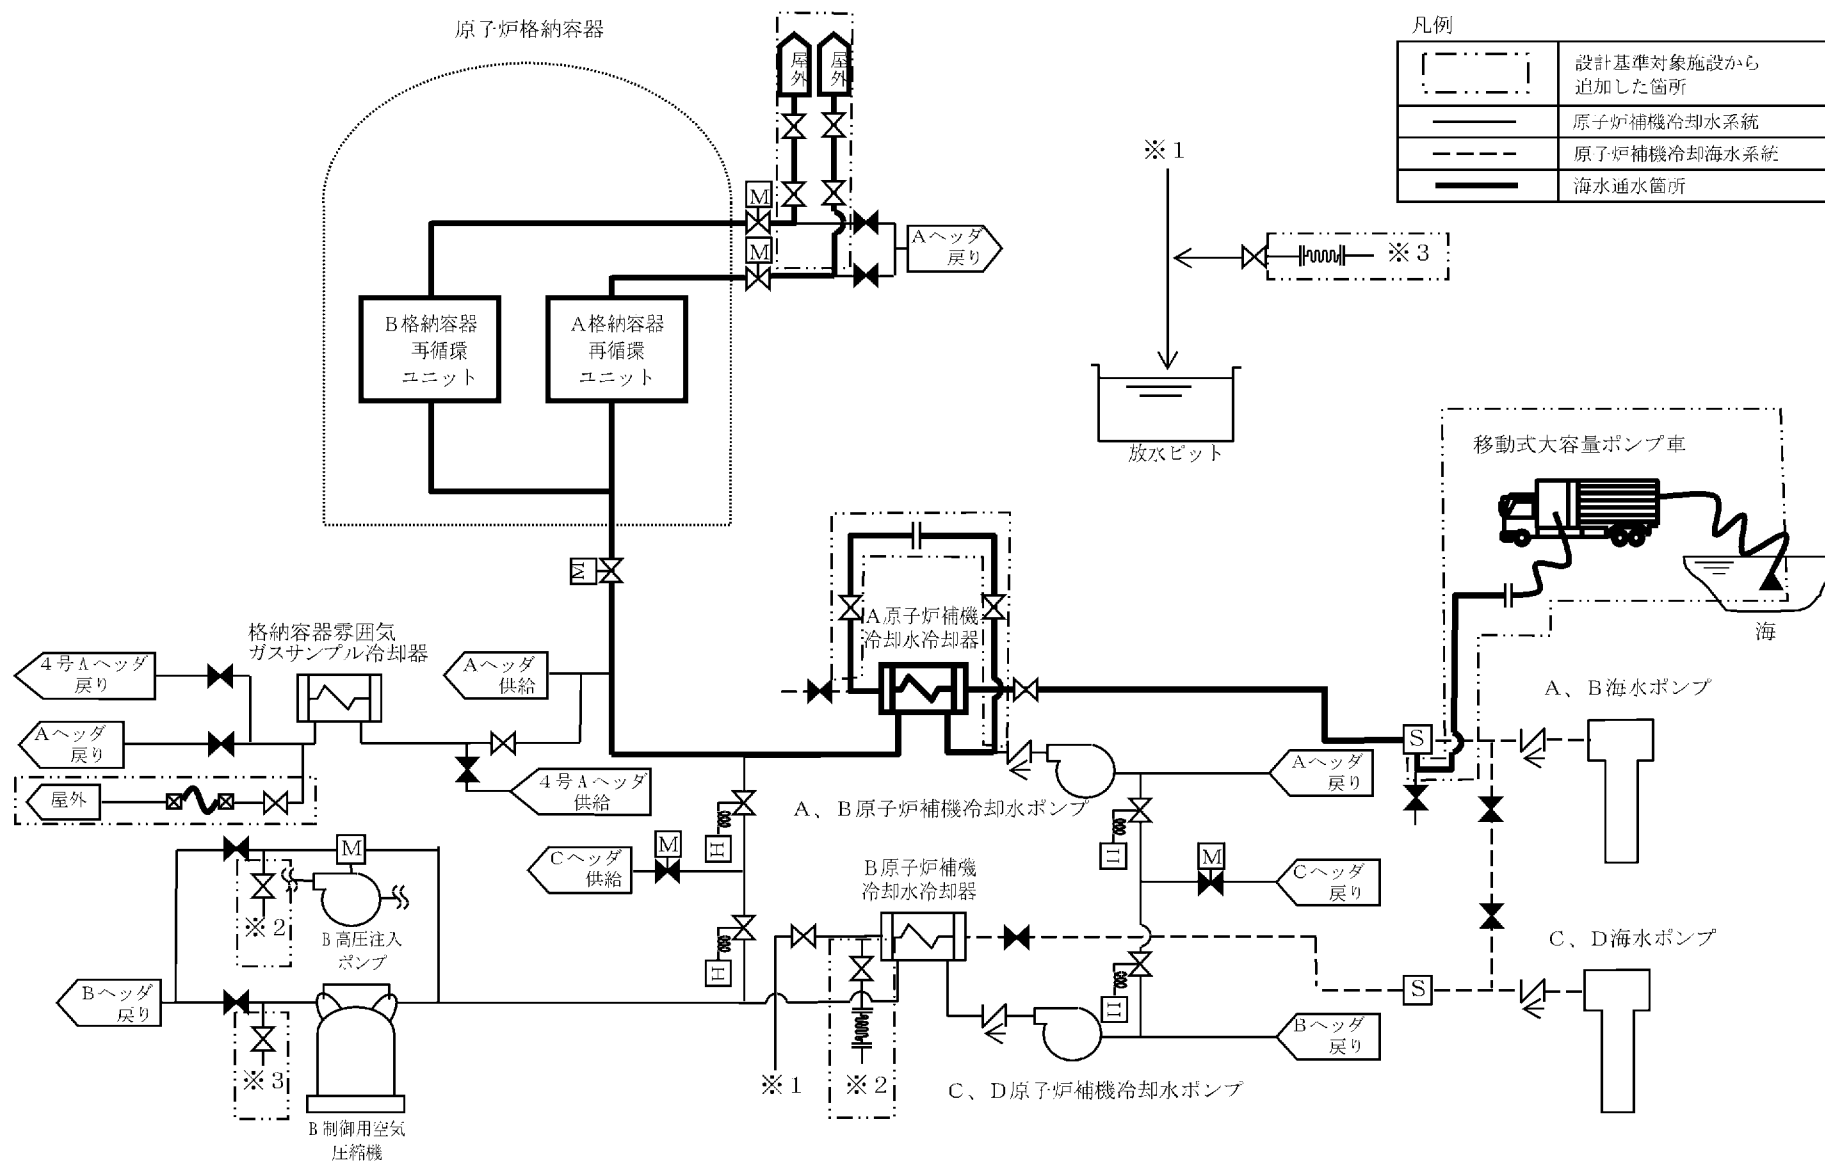 原子炉格納容器
屋外
屋外
凡例
設計基準対象施設から
追加した箇所
原子炉補機冷却水系統
原子炉補機冷却海水系統
海水通水箇所
※1
M
M
Aヘッダ
戻り
※3
B格納容器
再循環
ユニット
A格納容器
再循環
ユニット
放水ピット
移動式大容量ポンプ車
海
M
A原子炉補機
冷却水冷却器
格納容器雰囲気
ガスサンプル冷却器
4号Aヘッダ
戻り
Aヘッダ
供給
Aヘッダ
戻り
4号Aヘッダ
供給
屋外
A、B海水ポンプ
S
Aヘッダ
戻り
A、B原子炉補機冷却水ポンプ
H
H
M
Cヘッダ
供給
M
M
Cヘッダ
戻り
B原子炉補機
冷却水冷却器
※2
B高圧注入
ポンプ
H
H
C、D海水ポンプ
S
Bヘッダ
戻り
Bヘッダ
戻り
※3
※1
※2
C、D原子炉補機冷却水ポンプ
B制御用空気
圧縮機